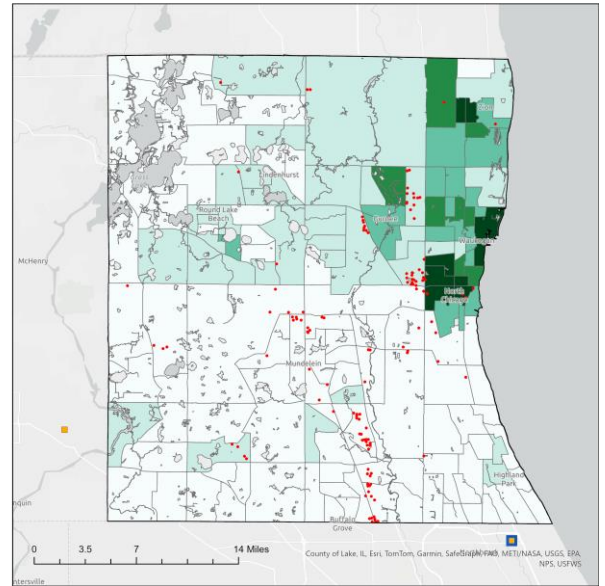 Zion
Lindenhurst
Round Lake
Beach
Gurnee
Waukegan
McHenry
North
Chicago
Mundelein
Highland
Park
Buffalo
Grove
0 3.5 7 14 Miles
County of Lake, IL, Esri, TomTom, Garmin, SafeGraph, FAO, METI/NASA, USGS, EPA,
NPS, USFWS